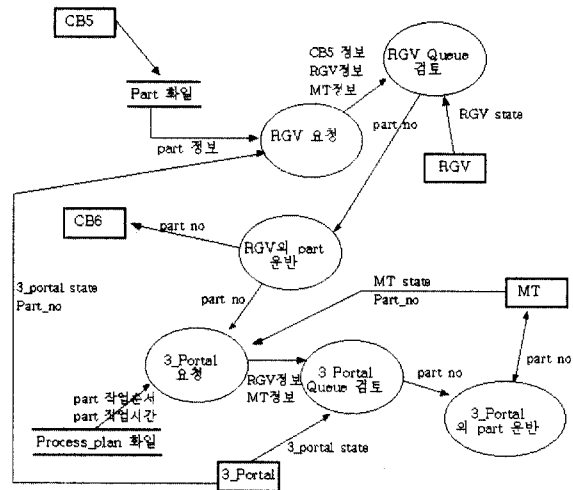 CB5
CB5 정보
RGV정보
MT정보
RGV Queue
검토
Part 화일
RGV 요청
part 정보
part no
RGV state
RGV
CB6
part no
RGV의 part
운반
3_portal state
Part_no
part no
MT state
Part_no
MT
3_Portal
요청
RGV정보
MT정보
3 Portal
Queue 검토
part no
part no
part 작업순서
part 작업시간
Process_plan 화일
3_Portal
의 part 운반
3_portal state
3_Portal